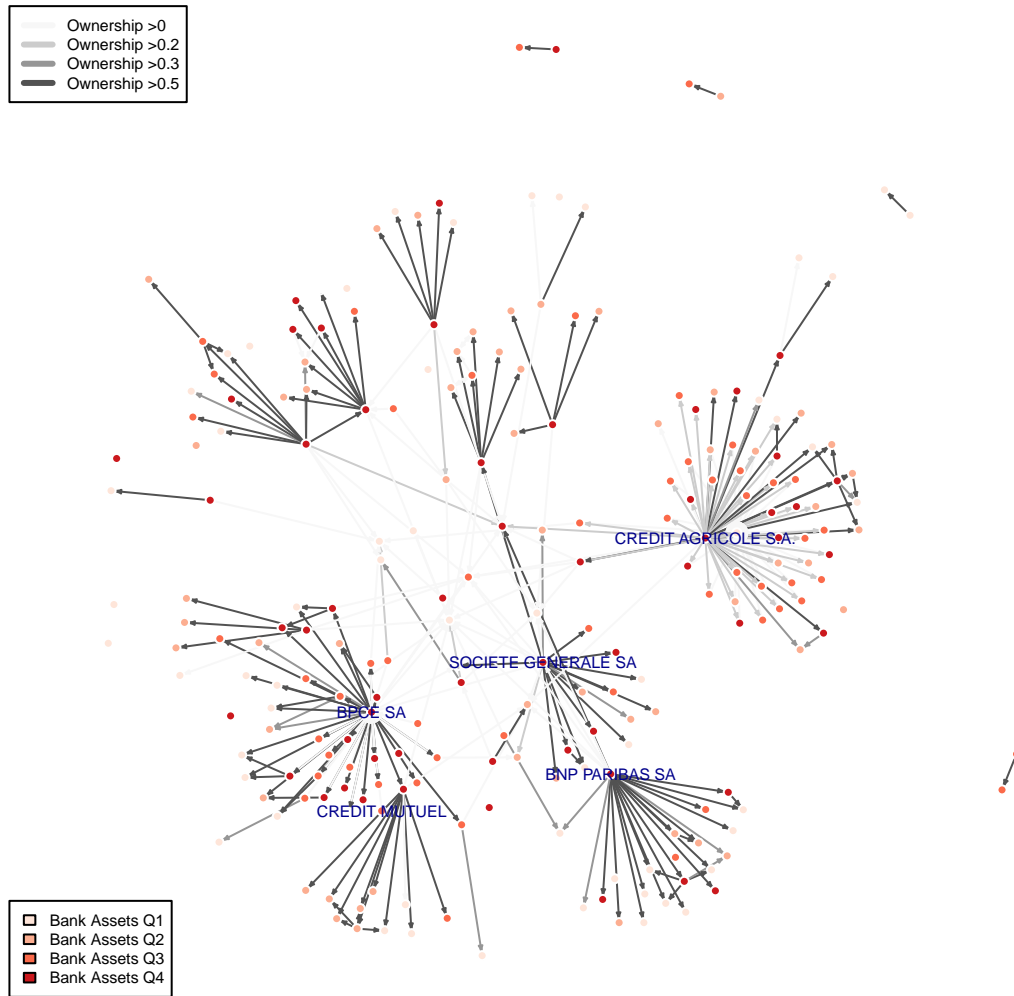 Ownership >0
Ownership >0.2
Ownership >0.3
Ownership >0.5
CREDIT AGRICOLE S.A.
SOCIETE GENERALE SA
BPCE SA
BNP PARIBAS SA
CREDIT MUTUEL
Bank Assets Q1
Bank Assets Q2
Bank Assets Q3
Bank Assets Q4